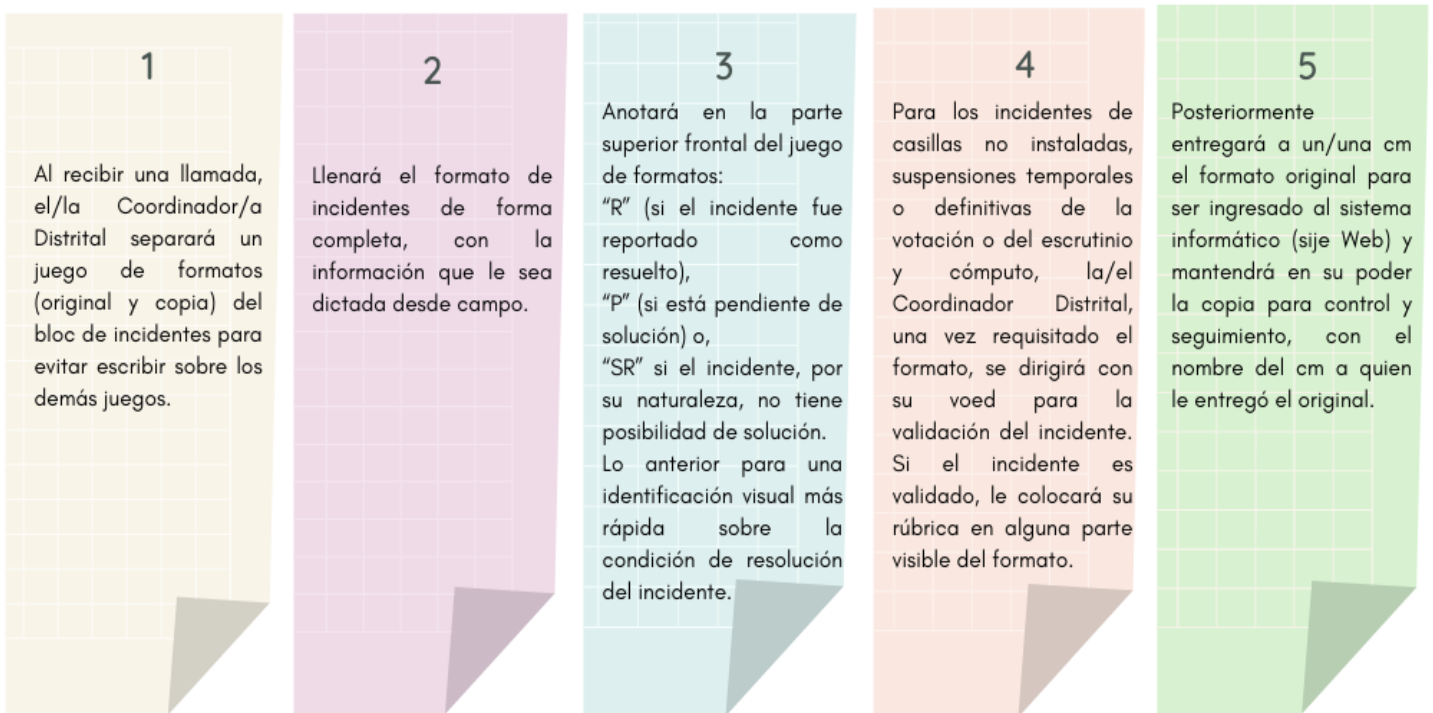 1
Al recibir una llamada,
el/la Coordinador/a
Distrital separará un
juego de formatos
(original y copia) del
bloc de incidentes para
evitar escribir sobre los
demás juegos.
2
Llenará el formato de
incidentes de forma
completa, con la
información que le sea
dictada desde campo.
3
Anotará en la parte
superior frontal del juego
de formatos:
“R” (si el incidente fue
reportado como
resuelto),
“P” (si está pendiente de
solución) o,
“SR” si el incidente, por
su naturaleza, no tiene
posibilidad de solución.
Lo anterior para una
identificación visual más
rápida sobre la
condición de resolución
del incidente.
4
Para los incidentes de
casillas no instaladas,
suspensiones temporales
o definitivas de la
votación o del escrutinio
y cómputo, la/el
Coordinador Distrital,
una vez requisitado el
formato, se dirigirá con
su voed para la
validación del incidente.
Si el incidente es
validado, le colocará su
rúbrica en alguna parte
visible del formato.
5
Posteriormente
entregará a un/una cm
el formato original para
ser ingresado al sistema
informático (sije Web) y
mantendrá en su poder
la copia para control y
seguimiento, con el
nombre del cm a quien
le entregó el original.